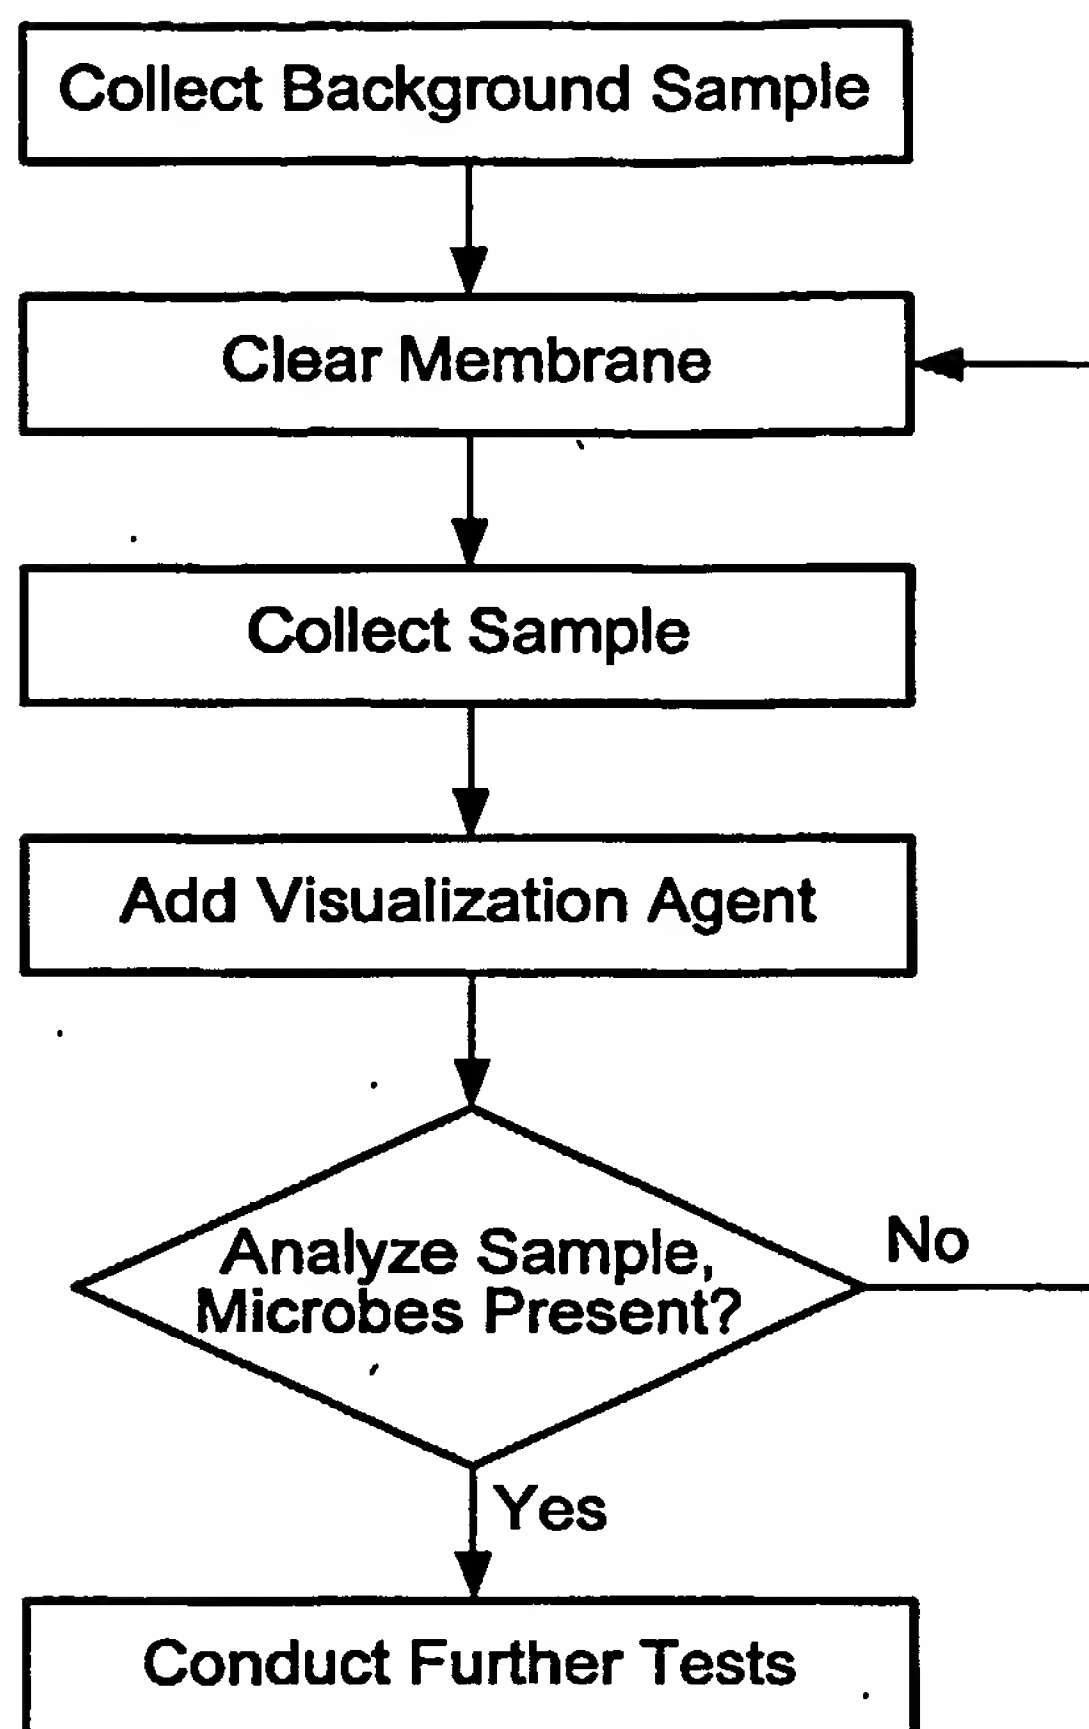 Collect Background Sample
Clear Membrane
Collect Sample
Add Visualization Agent
Analyze Sample,
Microbes Present?
No
Yes
Conduct Further Tests